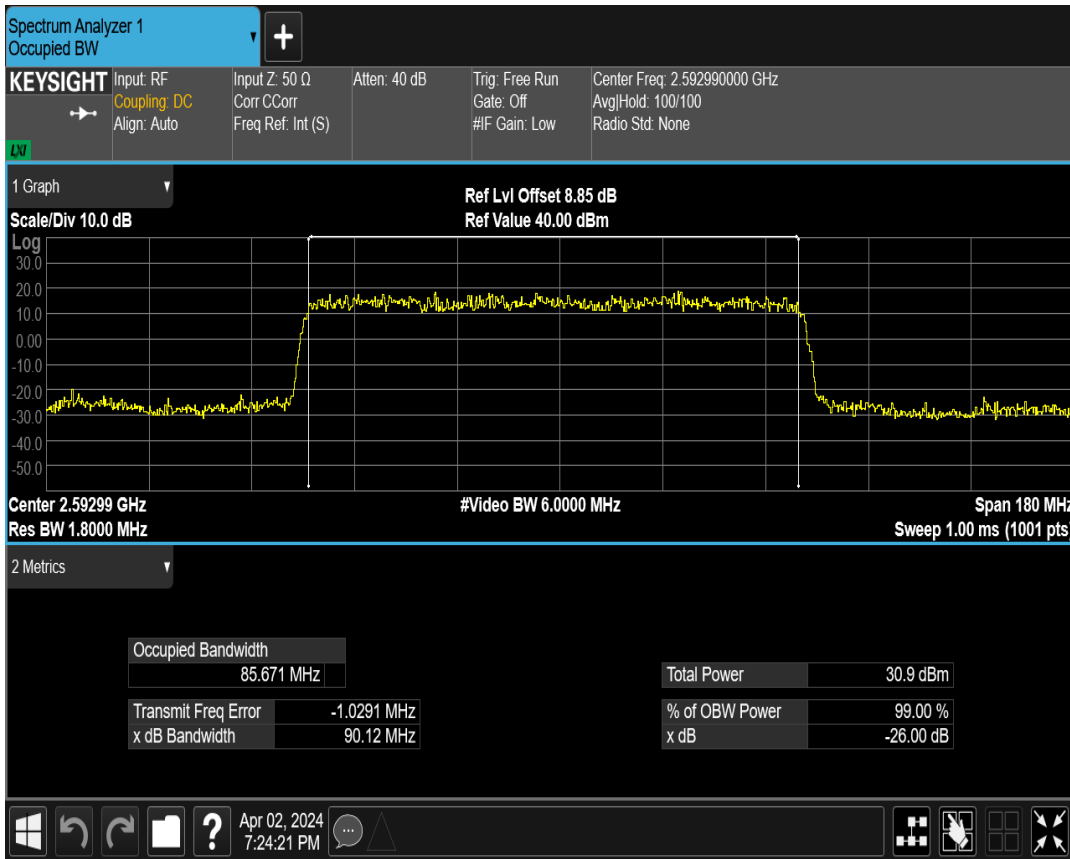 Spectrum Analyzer 1
Occupied BW
+
KEYSIGHT
LXI
Input: RF
Coupling: DC
Align: Auto
Input Z: 50 Ω
Corr CCorr
Freq Ref: Int (S)
Atten: 40 dB
Trig: Free Run
Gate: Off
#IF Gain: Low
Center Freq: 2.592990000 GHz
Avg|Hold: 100/100
Radio Std: None
1 Graph
Scale/Div 10.0 dB
Ref Lvl Offset 8.85 dB
Ref Value 40.00 dBm
Log
30.0
20.0
10.0
0.00
-10.0
-20.0
-30.0
-40.0
-50.0
Center 2.59299 GHz
#Video BW 6.0000 MHz
Span 180 MHz
Res BW 1.8000 MHz
Sweep 1.00 ms (1001 pts)
2 Metrics
Occupied Bandwidth
85.671 MHz
Transmit Freq Error -1.0291 MHz
x dB Bandwidth 90.12 MHz
Total Power 30.9 dBm
% of OBW Power 99.00 %
x dB -26.00 dB
?
Apr 02, 2024
7:24:21 PM